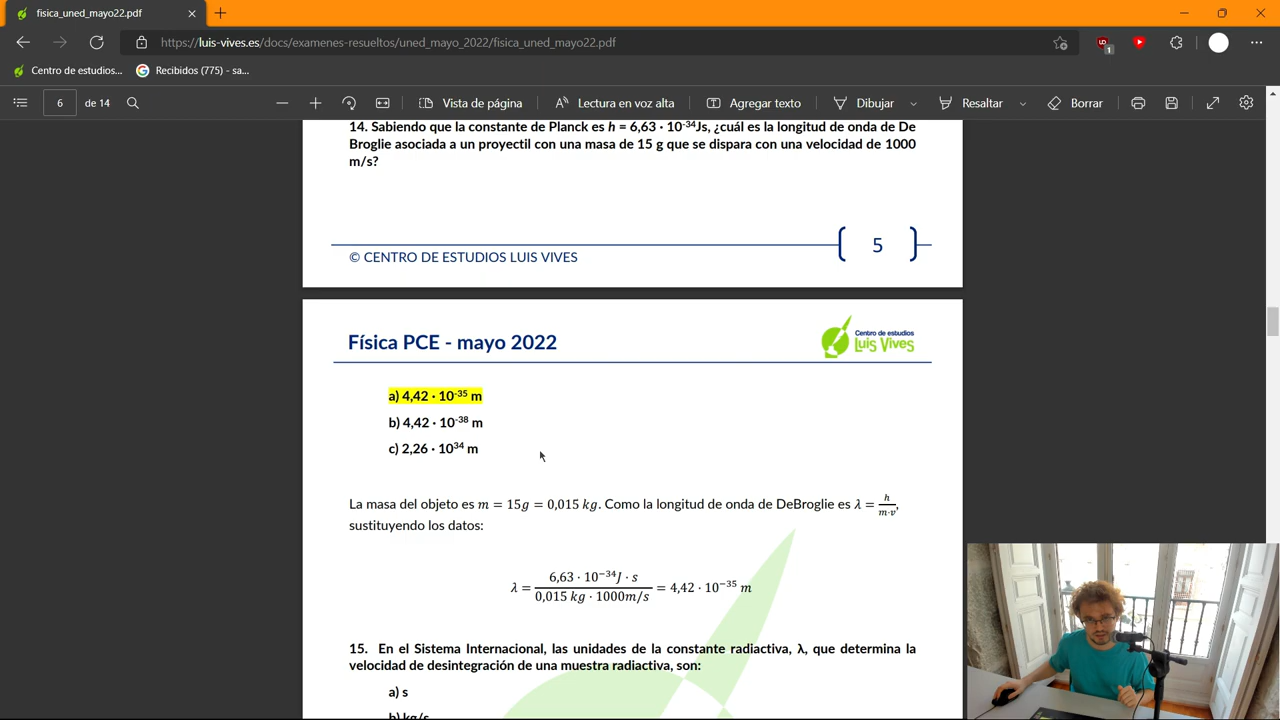 fisica_uned_mayo22.pdf
https://luis-vives.es/docs/examenes-resueltos/uned_mayo_2022/fisica_uned_mayo22.pdf
1
Centro de estudios...
Recibidos (775) - sa...
6 de 14
Vista de página
Lectura en voz alta
Agregar texto
Dibujar
Resaltar
Borrar
14. Sabiendo que la constante de Planck es h = 6,63 · 10⁻³⁴Js, ¿cuál es la longitud de onda de De
Broglie asociada a un proyectil con una masa de 15 g que se dispara con una velocidad de 1000
m/s?
5
© CENTRO DE ESTUDIOS LUIS VIVES
Física PCE - mayo 2022
Centro de estudios
Luis Vives
a) 4,42 · 10⁻³⁵ m
b) 4,42 · 10⁻³⁸ m
c) 2,26 · 10³⁴ m
La masa del objeto es m = 15g = 0,015 kg. Como la longitud de onda de DeBroglie es λ = h/(m·v),
sustituyendo los datos:
λ = (6,63 · 10⁻³⁴J · s)/(0,015 kg · 1000m/s) = 4,42 · 10⁻³⁵ m
15. En el Sistema Internacional, las unidades de la constante radiactiva, λ, que determina la
velocidad de desintegración de una muestra radiactiva, son:
a) s
b) kg/s